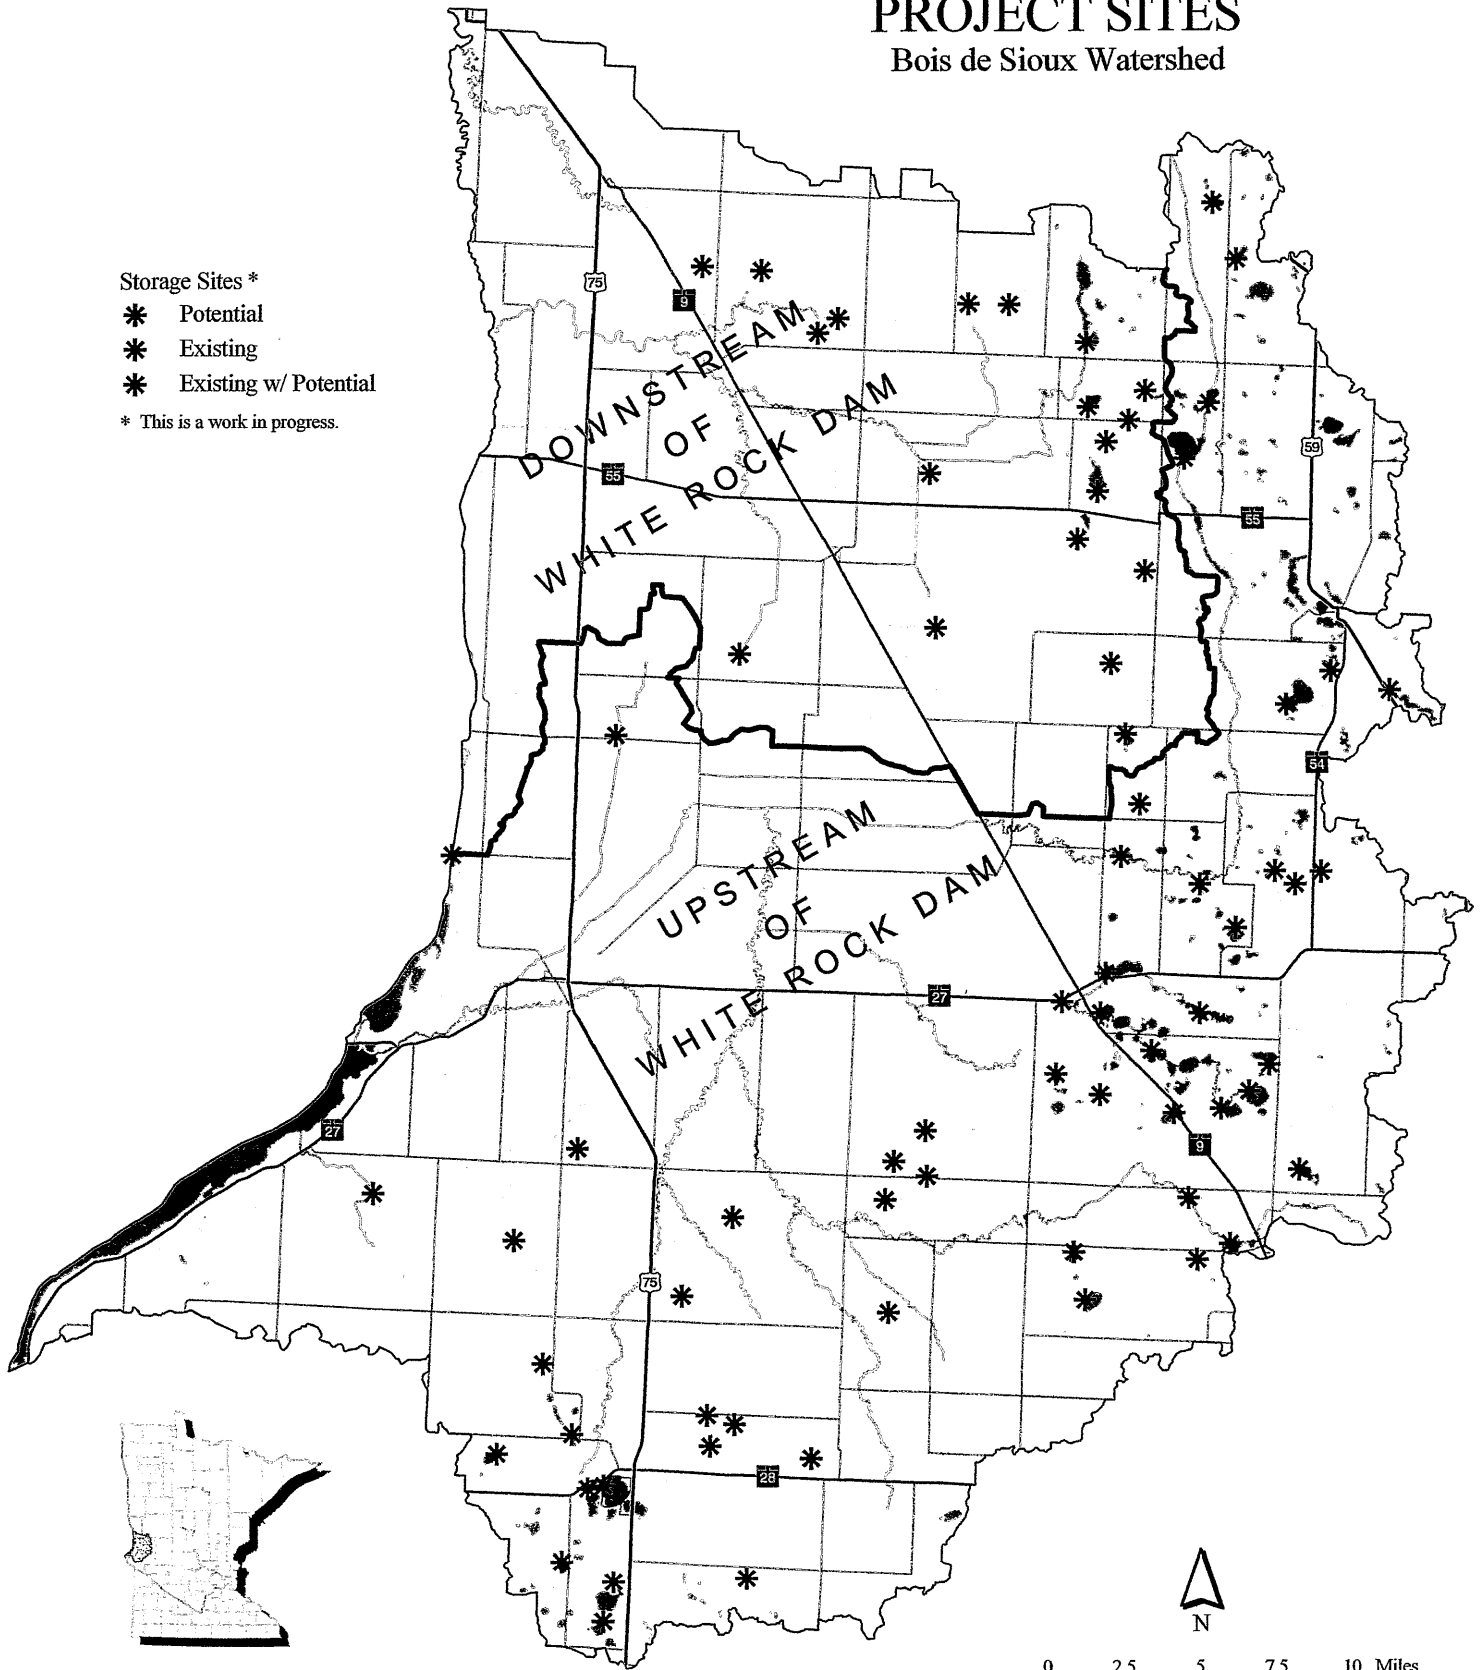 PROJECT SITES
Bois de Sioux Watershed
Storage Sites *
Potential
Existing
Existing w/ Potential
* This is a work in progress.
75
9
DOWNSTREAM
OF
WHITE ROCK DAM
55
59
55
54
UPSTREAM
OF
WHITE ROCK DAM
27
27
9
75
28
N
0 2.5 5 7.5 10 Miles